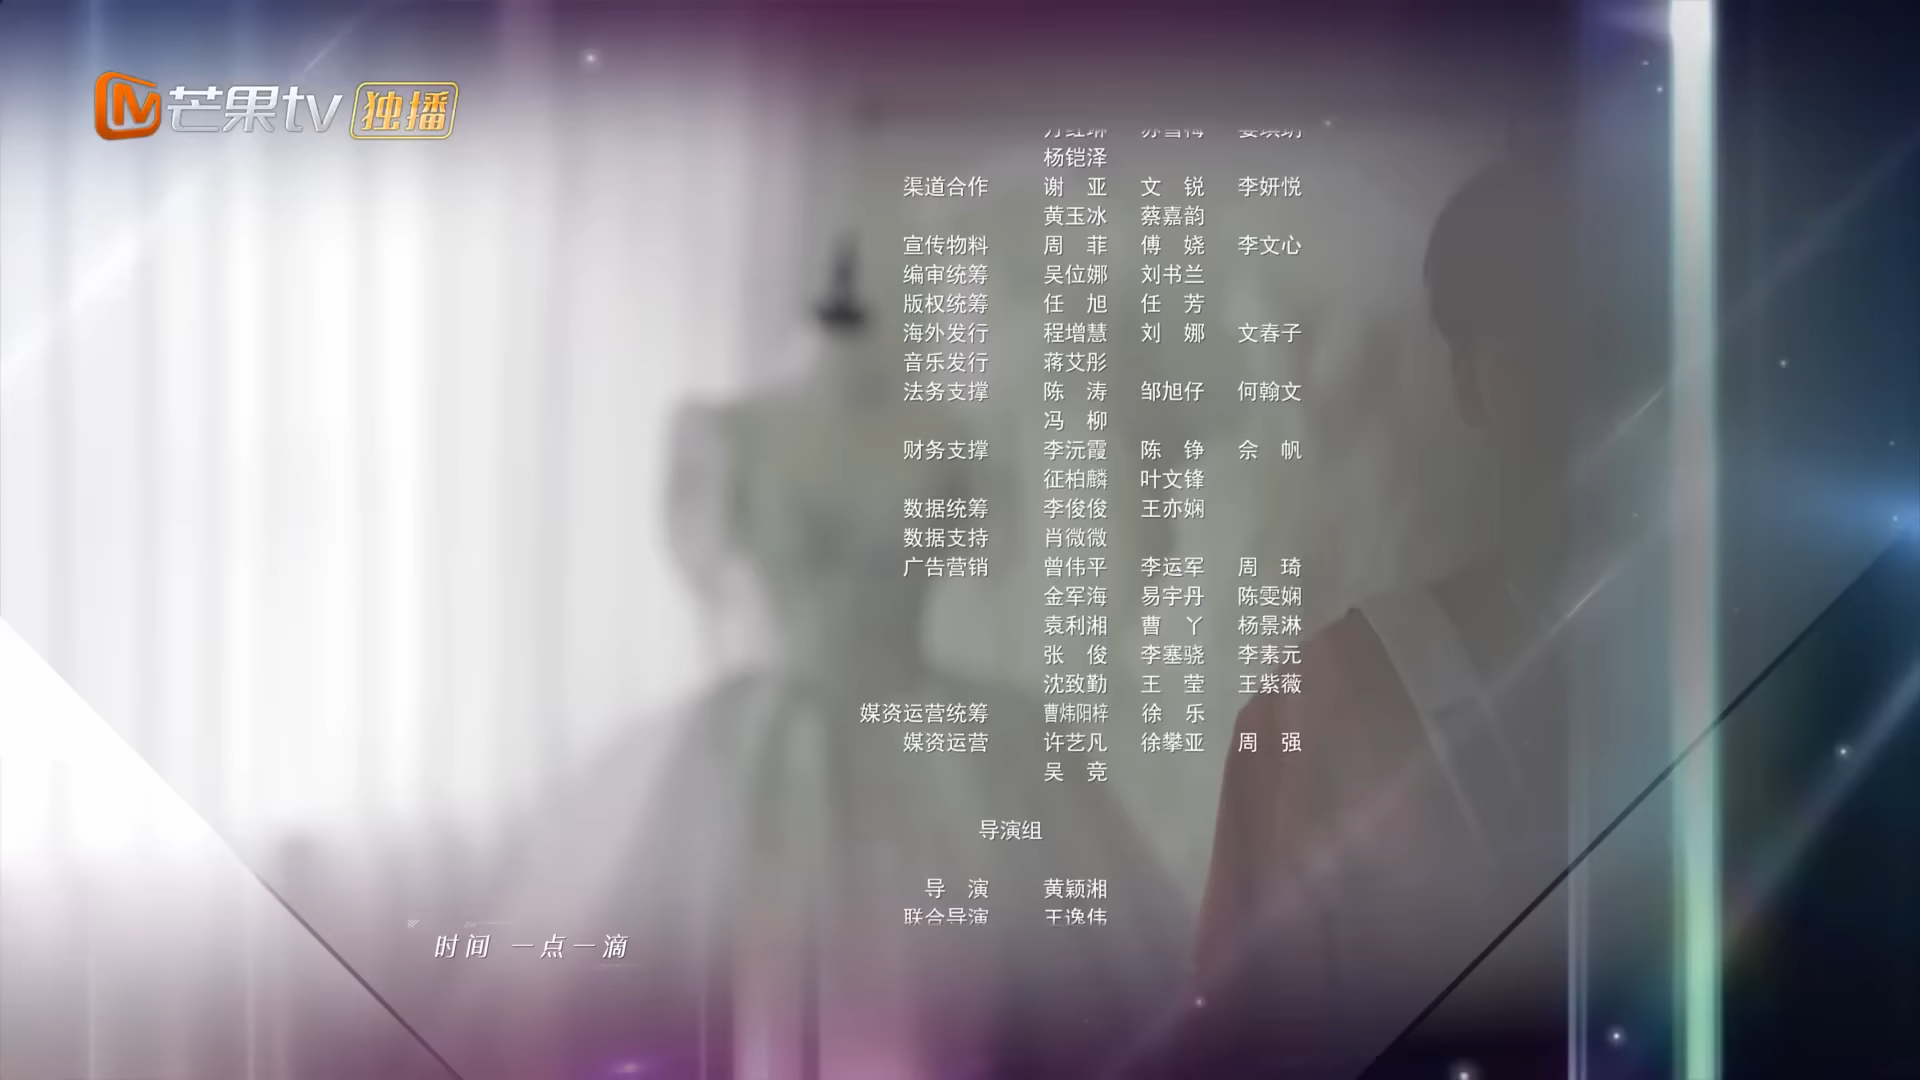 芒果tv 独播
杨铠泽
渠道合作 谢 亚 文 锐 李妍悦
黄玉冰 蔡嘉韵
宣传物料 周 菲 傅 娆 李文心
编审统筹 吴位娜 刘书兰
版权统筹 任 旭 任 芳
海外发行 程增慧 刘 娜 文春子
音乐发行 蒋艾彤
法务支撑 陈 涛 邹旭仔 何翰文
冯 柳
财务支撑 李沅霞 陈 铮 佘 帆
征柏麟 叶文锋
数据统筹 李俊俊 王亦娴
数据支持 肖微微
广告营销 曾伟平 李运军 周 琦
金军海 易宇丹 陈雯娴
袁利湘 曹 丫 杨景淋
张 俊 李塞骁 李素元
沈致勤 王 莹 王紫薇
媒资运营统筹 曹炜阳梓 徐 乐
媒资运营 许艺凡 徐攀亚 周 强
吴 竞
导演组
导 演 黄颖湘
联合导演 王逸伟
时间 一点一滴